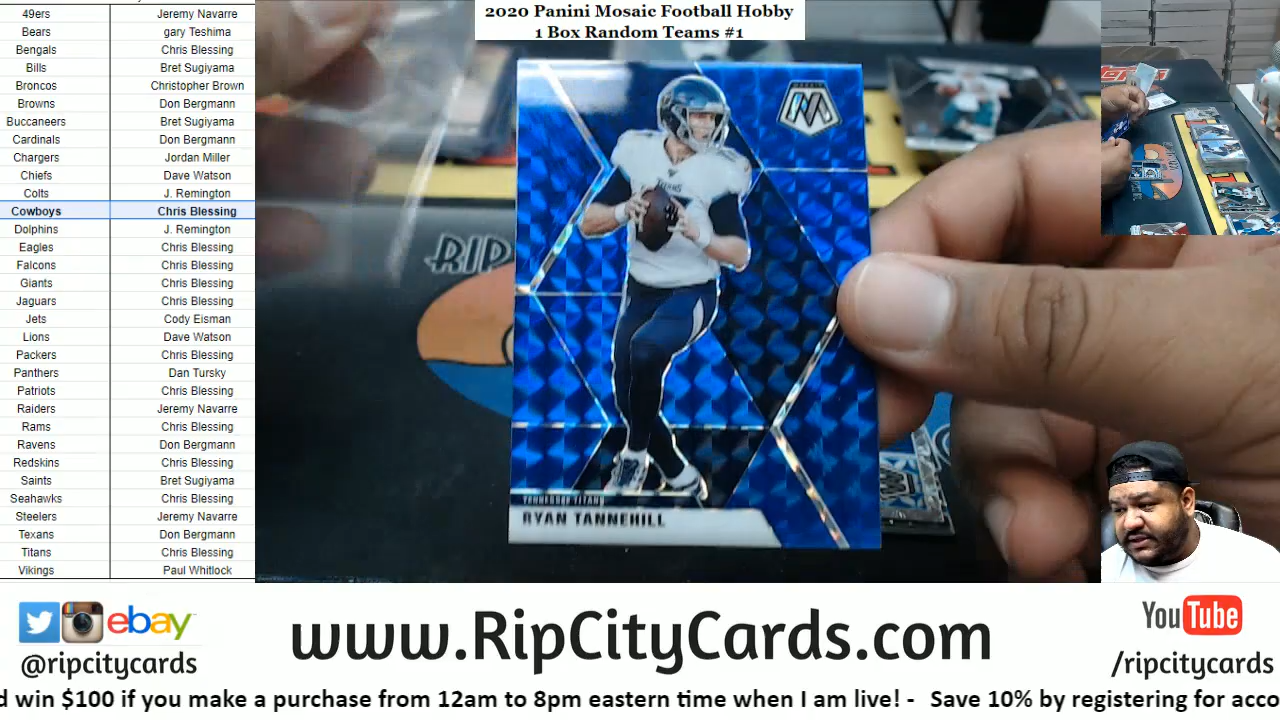 49ers Jeremy Navarre
Bears gary Teshima
Bengals Chris Blessing
Bills Bret Sugiyama
Broncos Christopher Brown
Browns Don Bergmann
Buccaneers Bret Sugiyama
Cardinals Don Bergmann
Chargers Jordan Miller
Chiefs Dave Watson
Colts J. Remington
Cowboys Chris Blessing
Dolphins J. Remington
Eagles Chris Blessing
Falcons Chris Blessing
Giants Chris Blessing
Jaguars Chris Blessing
Jets Cody Eisman
Lions Dave Watson
Packers Chris Blessing
Panthers Dan Tursky
Patriots Chris Blessing
Raiders Jeremy Navarre
Rams Chris Blessing
Ravens Don Bergmann
Redskins Chris Blessing
Saints Bret Sugiyama
Seahawks Chris Blessing
Steelers Jeremy Navarre
Texans Don Bergmann
Titans Chris Blessing
Vikings Paul Whitlock
2020 Panini Mosaic Football Hobby
1 Box Random Teams #1
MOSAIC
TITANS
RIP
TENNESSEE TITANS
RYAN TANNEHILL
ebay
@ripcitycards
www.RipCityCards.com
YouTube
/ripcitycards
d win $100 if you make a purchase from 12am to 8pm eastern time when I am live! - Save 10% by registering for acco